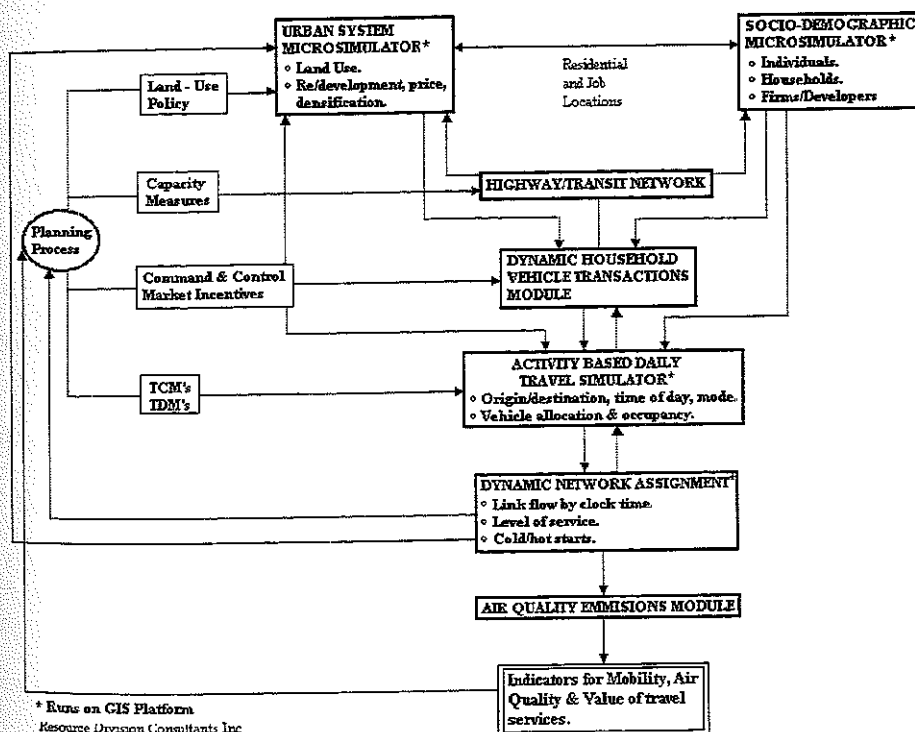 URBAN SYSTEM
MICROSIMULATOR*
Land Use.
Re/development, price,
densification.
SOCIO-DEMOGRAPHIC
MICROSIMULATOR*
Individuals.
Households.
Firms/Developers
Residential
and Job
Locations
Land - Use
Policy
Capacity
Measures
HIGHWAY/TRANSIT NETWORK
Planning
Process
DYNAMIC HOUSEHOLD
VEHICLE TRANSACTIONS
MODULE
Command & Control
Market Incentives
ACTIVITY BASED DAILY
TRAVEL SIMULATOR*
Origin/destination, time of day, mode.
Vehicle allocation & occupancy.
TCM's
TDM's
DYNAMIC NETWORK ASSIGNMENT*
Link flow by clock time.
Level of service.
Cold/hot starts.
AIR QUALITY EMMISIONS MODULE
Indicators for Mobility, Air
Quality & Value of travel
services.
* Runs on GIS Platform
Resource Division Consultants Inc